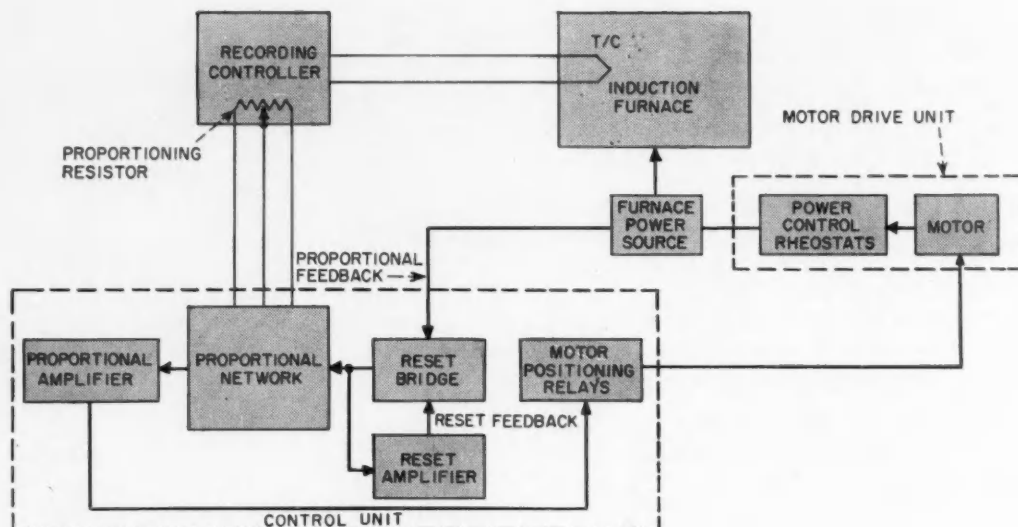 RECORDING
CONTROLLER
T/C
INDUCTION
FURNACE
PROPORTIONING
RESISTOR
MOTOR DRIVE UNIT
FURNACE
POWER
SOURCE
POWER
CONTROL
RHEOSTATS
MOTOR
PROPORTIONAL
FEEDBACK
PROPORTIONAL
AMPLIFIER
PROPORTIONAL
NETWORK
RESET
BRIDGE
MOTOR
POSITIONING
RELAYS
RESET FEEDBACK
RESET
AMPLIFIER
CONTROL UNIT